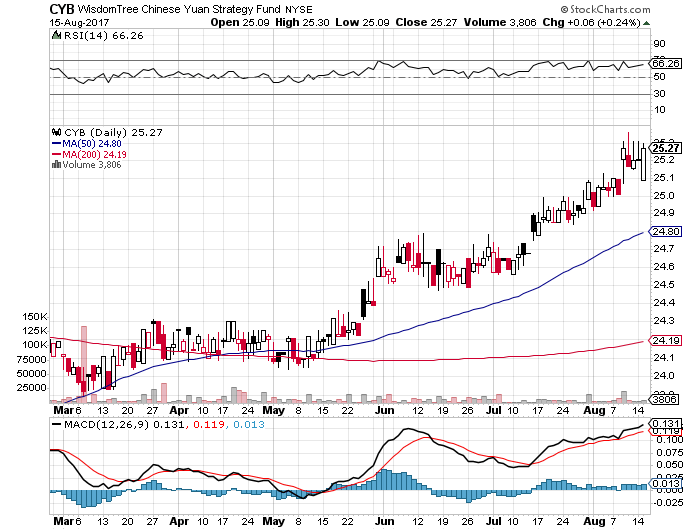 CYB WisdomTree Chinese Yuan Strategy Fund NYSE
© StockCharts.com
15-Aug-2017
Open 25.09 High 25.30 Low 25.09 Close 25.27 Volume 3,806 Chg +0.06 (+0.24%)
RSI(14) 66.26
90
70
66.26
50
30
10
CYB (Daily) 25.27
MA(50) 24.80
MA(200) 24.19
Volume 3,806
25.27
25.2
25.1
25.0
24.9
24.80
24.7
24.6
24.5
24.4
24.3
24.19
24.1
24.0
3806
150K
125K
100K
75000
50000
25000
Mar 6 13 20 27 Apr 10 17 24 May 8 15 22 Jun 12 19 26 Jul 10 17 24 Aug 7 14
MACD(12,26,9) 0.131, 0.119, 0.013
0.131
0.119
0.100
0.075
0.050
0.025
0.013
0.000
-0.025
Mar 6 13 20 27 Apr 10 17 24 May 8 15 22 Jun 12 19 26 Jul 10 17 24 Aug 7 14